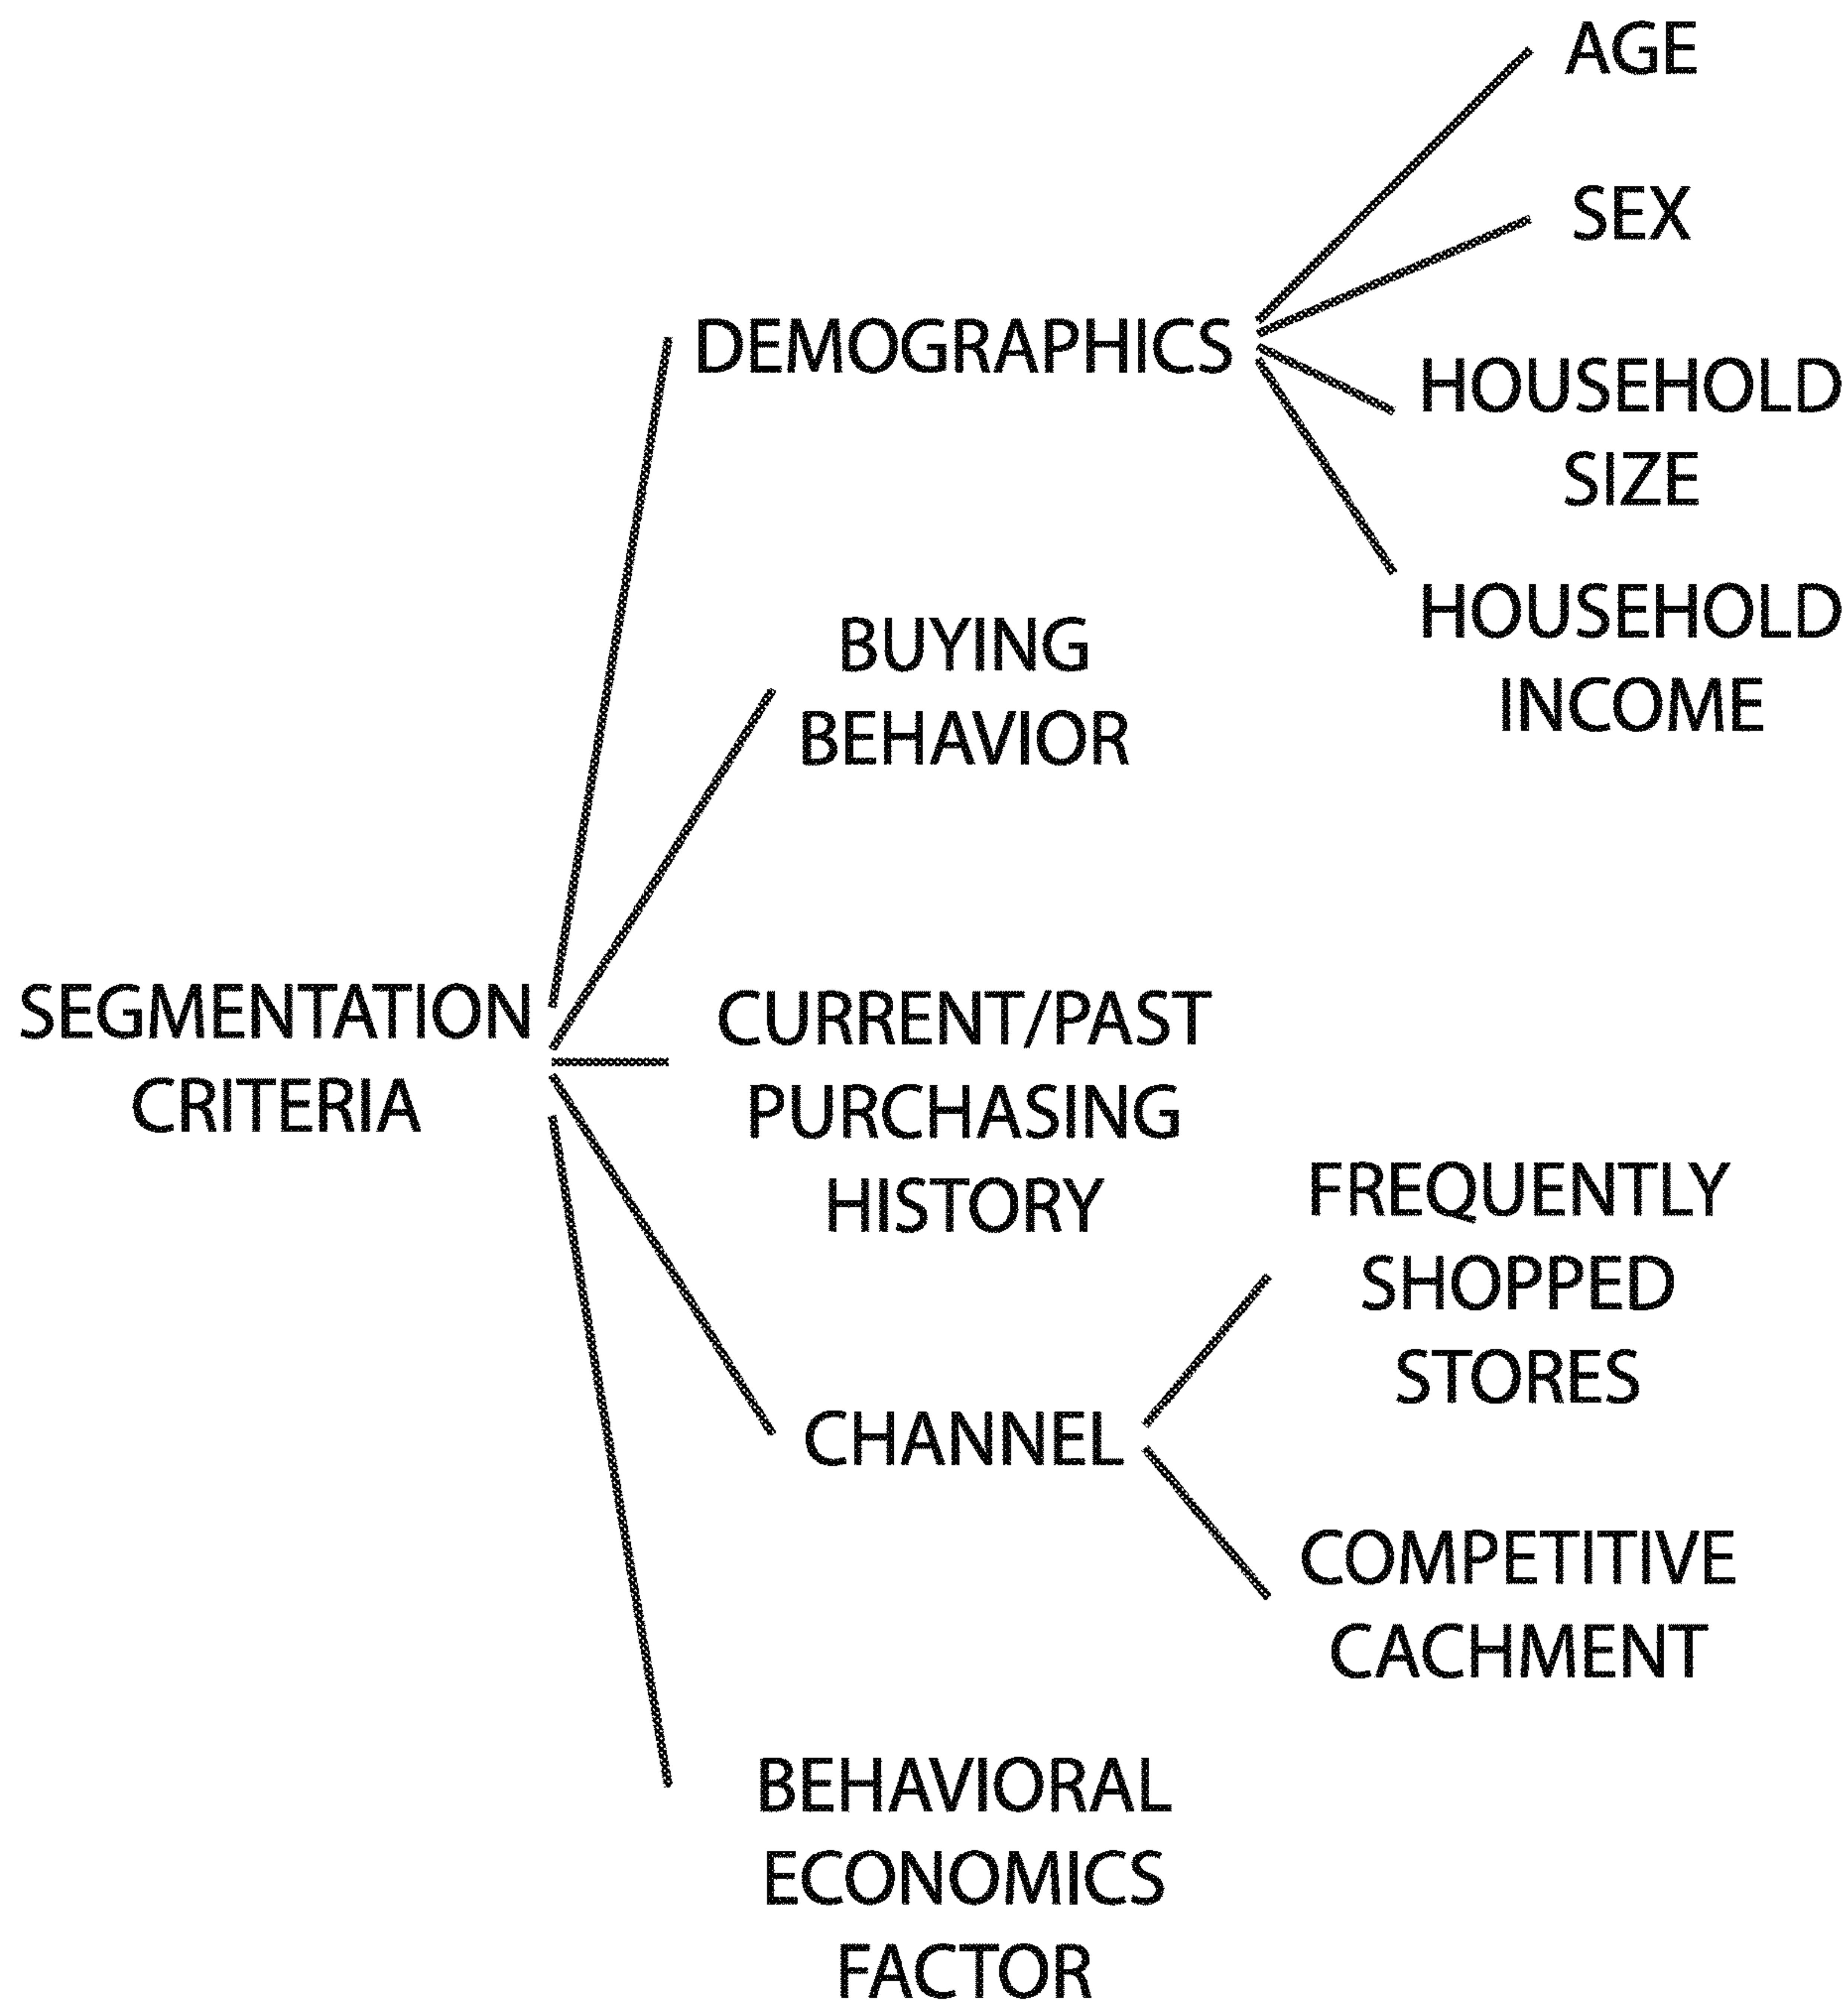 AGE
SEX
DEMOGRAPHICS
HOUSEHOLD
SIZE
HOUSEHOLD
INCOME
BUYING
BEHAVIOR
SEGMENTATION
CRITERIA
CURRENT/PAST
PURCHASING
HISTORY
FREQUENTLY
SHOPPED
STORES
CHANNEL
COMPETITIVE
CACHMENT
BEHAVIORAL
ECONOMICS
FACTOR